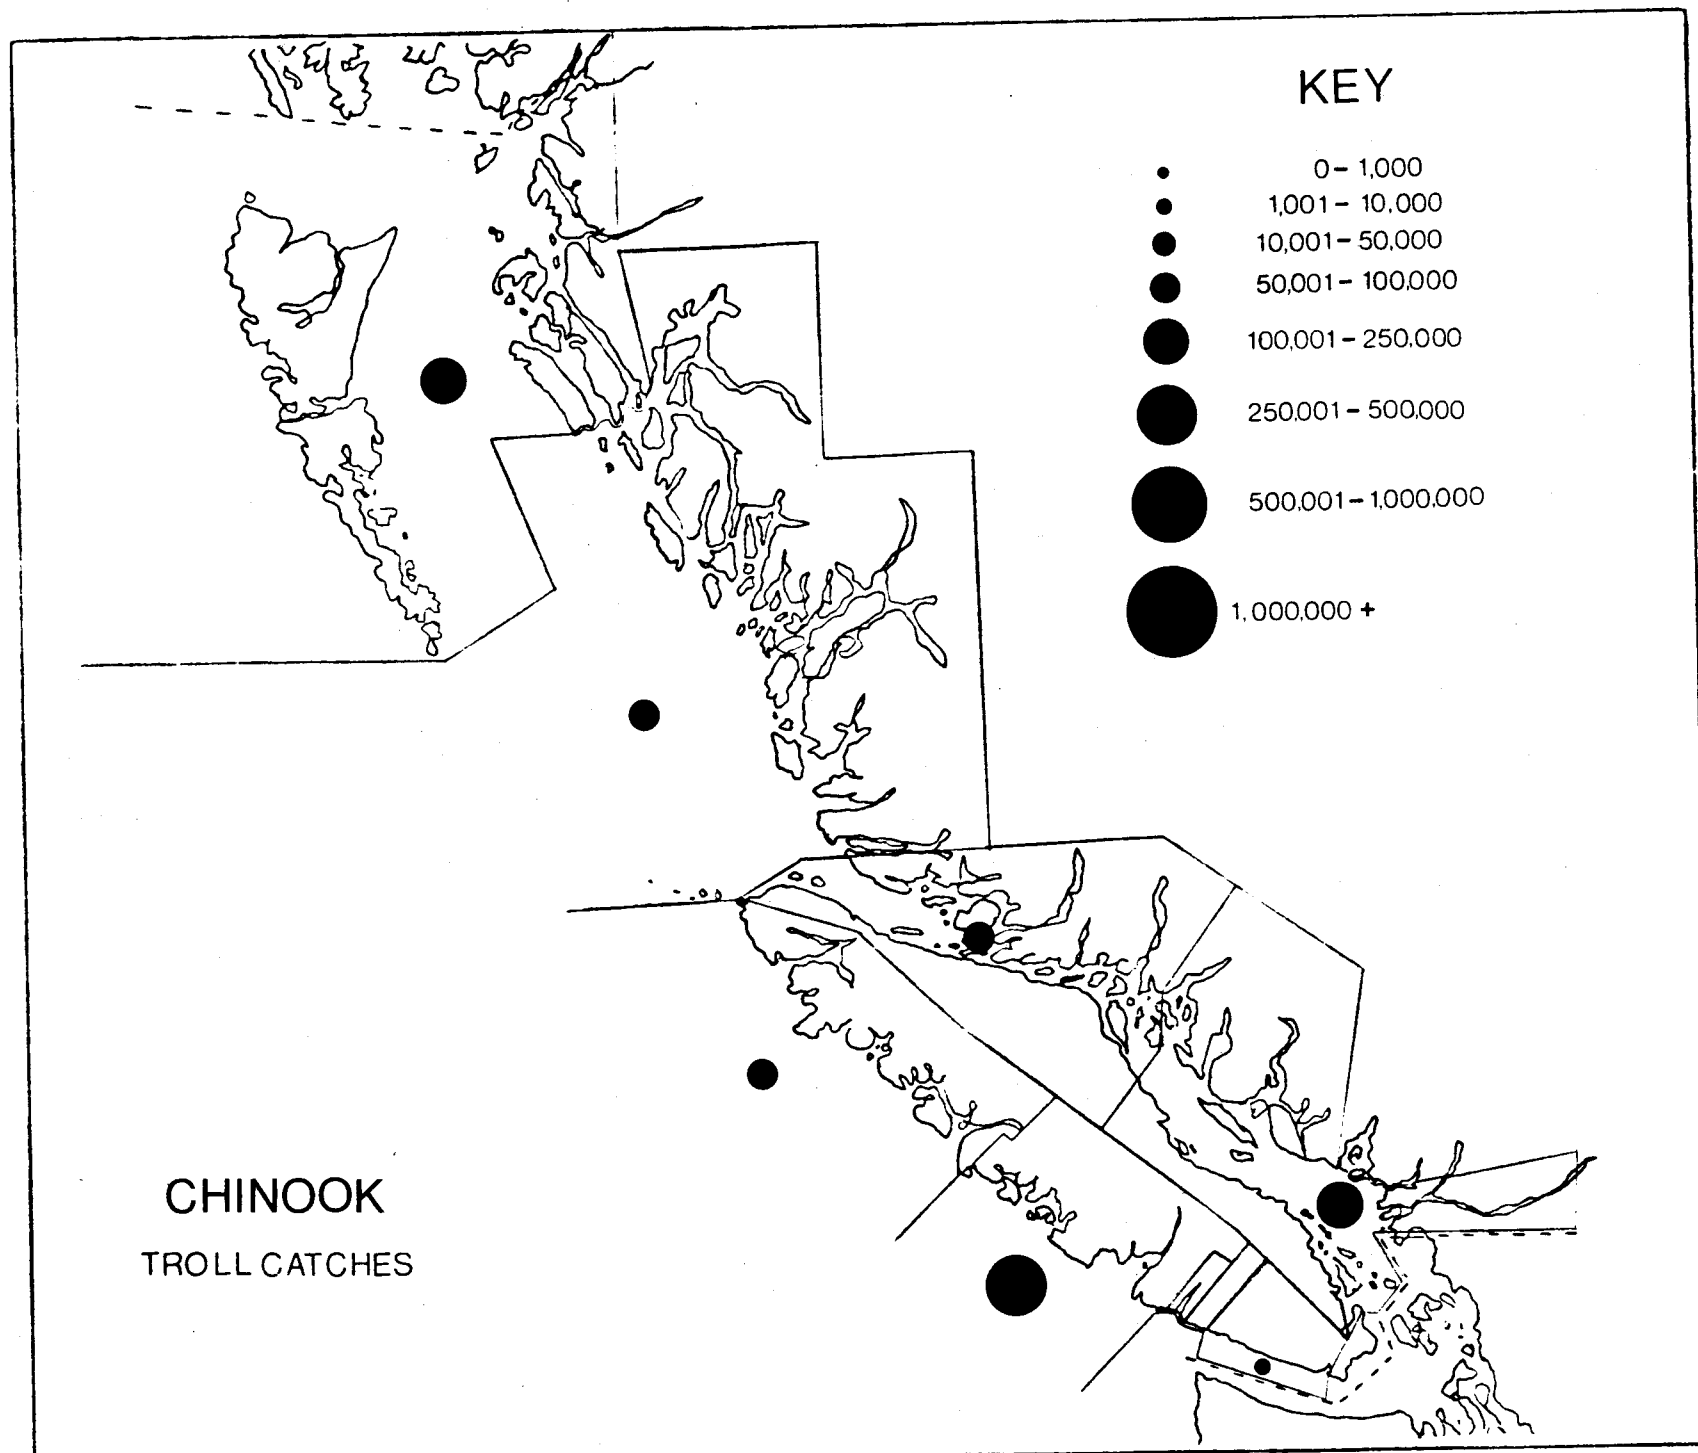 KEY
0 - 1,000
1,001 - 10.000
10,001 - 50,000
50,001 - 100,000
100,001 - 250.000
250.001 - 500,000
500,001 - 1,000,000
1,000,000 +
CHINOOK
TROLL CATCHES